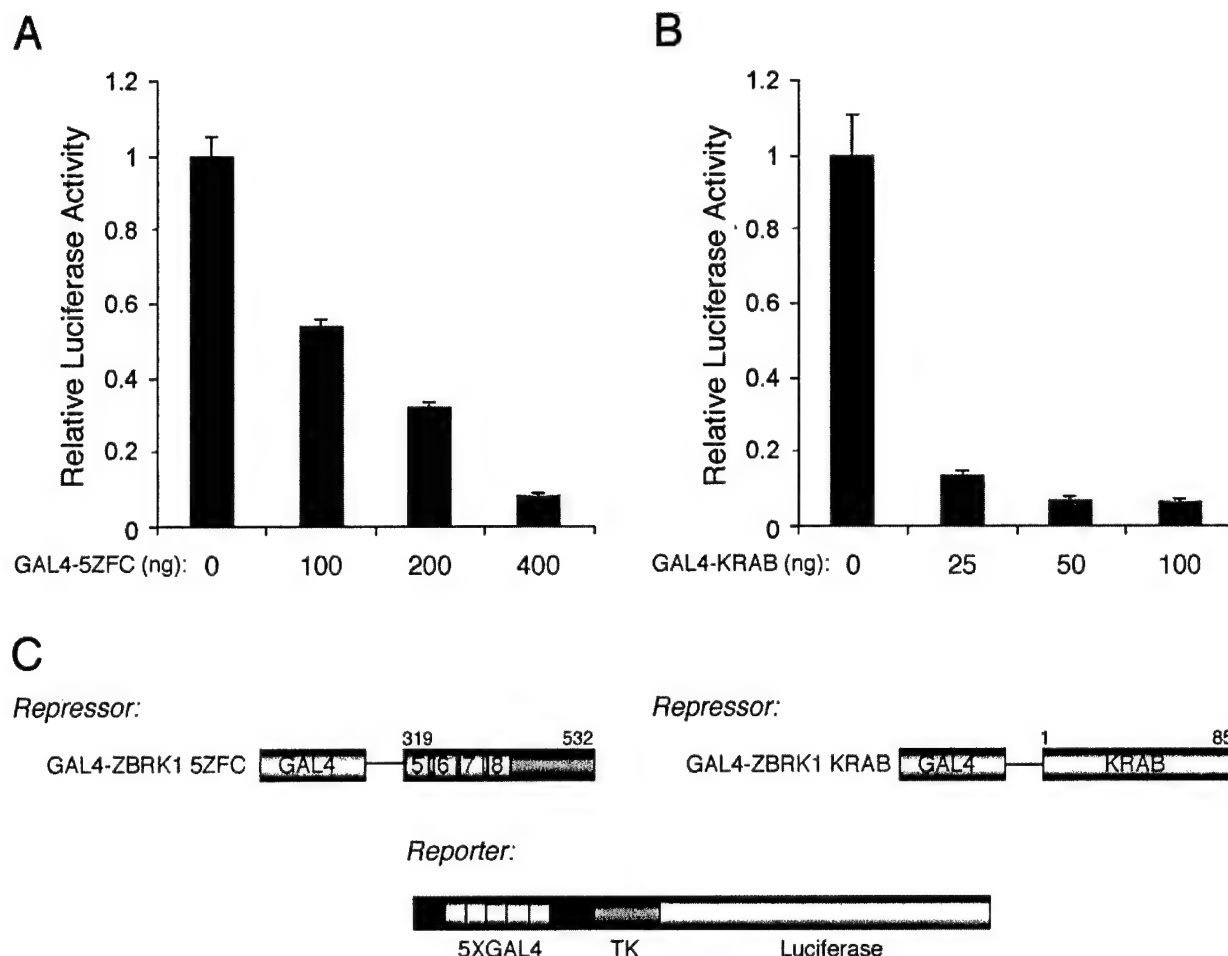 A
Relative Luciferase Activity
1.2
1
0.8
0.6
0.4
0.2
0
GAL4-5ZFC (ng): 0 100 200 400
B
Relative Luciferase Activity
1.2
1
0.8
0.6
0.4
0.2
0
GAL4-KRAB (ng): 0 25 50 100
C
Repressor:
319 532
GAL4-ZBRK1 5ZFC GAL4 5 6 7 8
Repressor:
1 85
GAL4-ZBRK1 KRAB GAL4 KRAB
Reporter:
5XGAL4 TK Luciferase